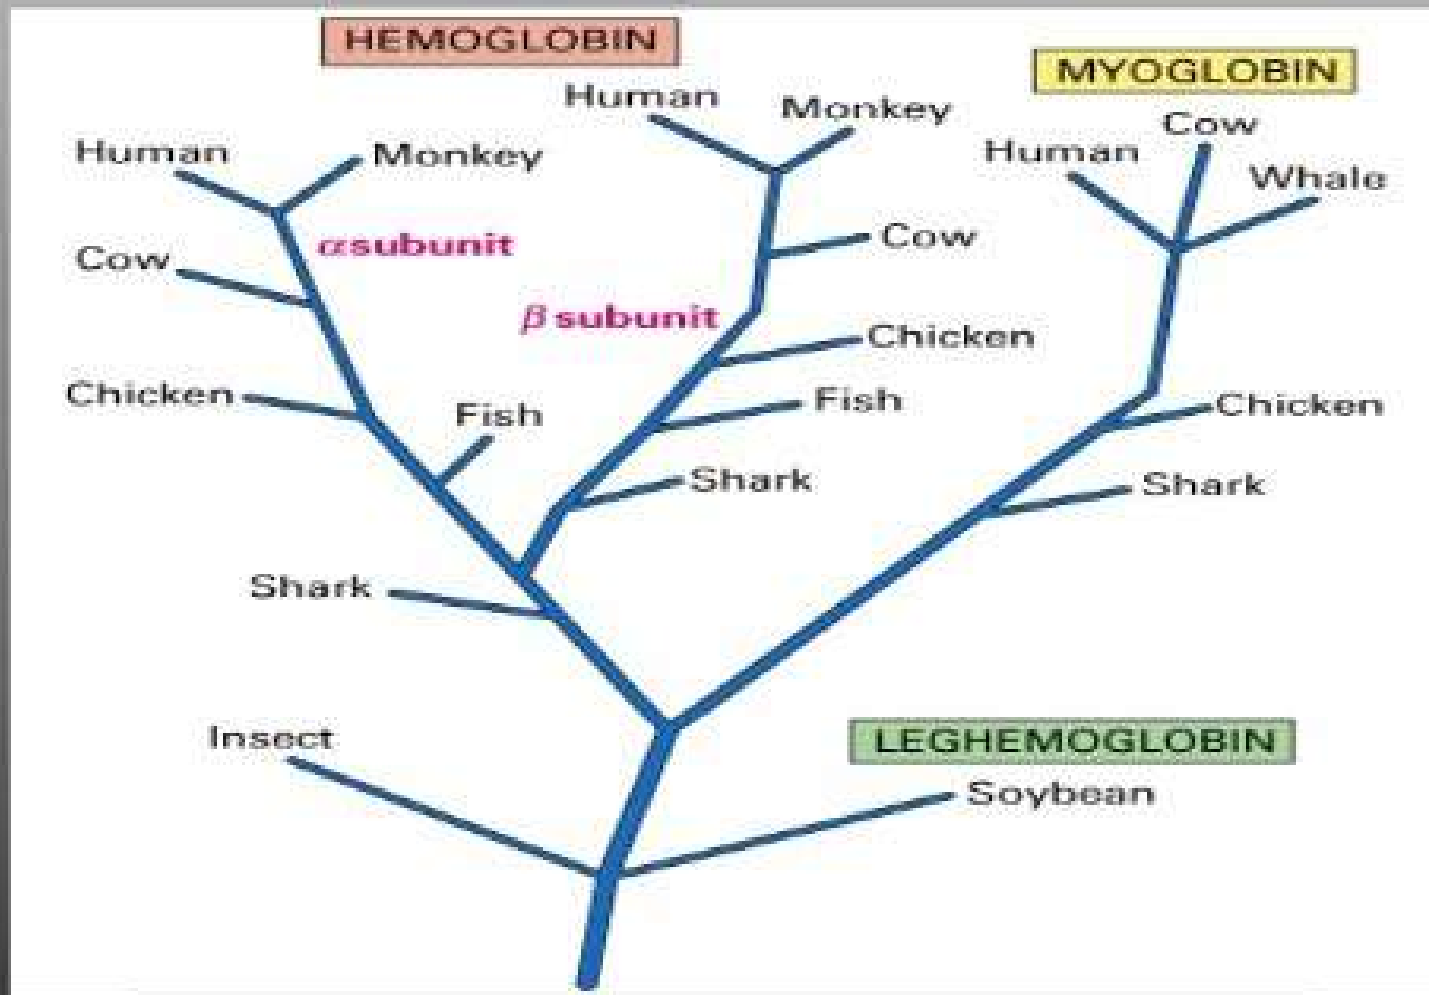 HEMOGLOBIN
MYOGLOBIN
Human
Monkey
Cow
Human
Monkey
Human
Whale
αsubunit
Cow
Cow
β subunit
Chicken
Chicken
Fish
Fish
Chicken
Shark
Shark
Shark
Insect
LEGHEMOGLOBIN
Soybean